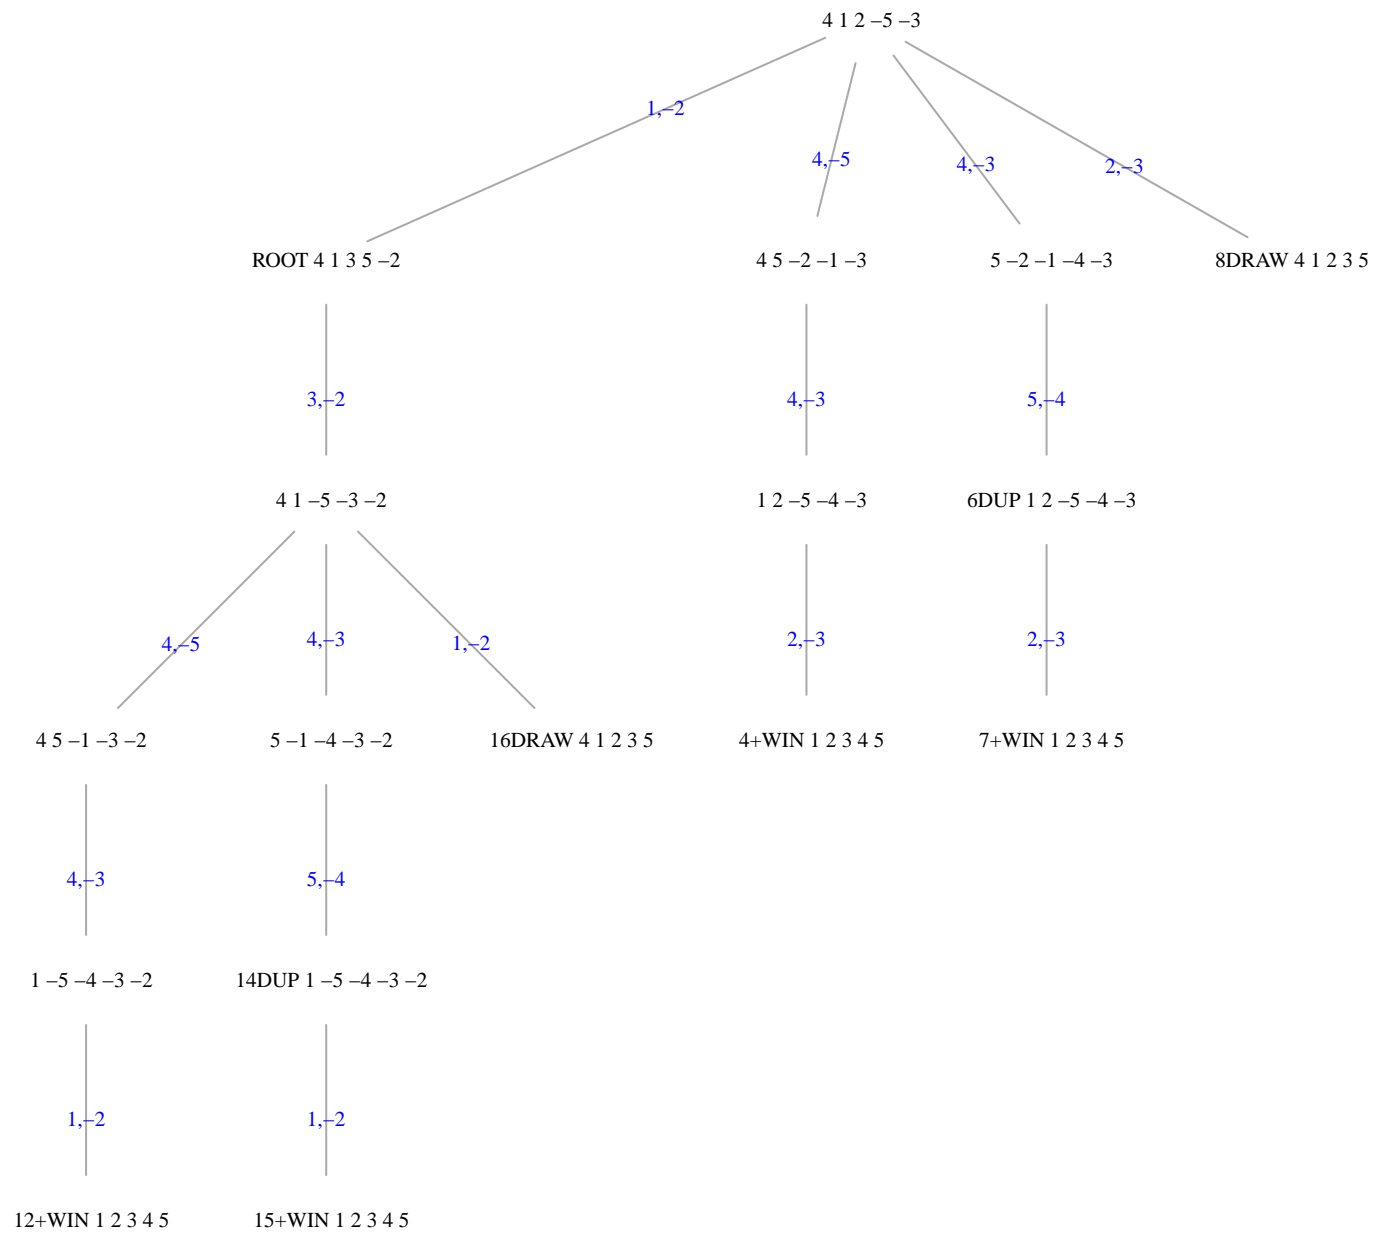 4 1 2 –5 –3
1,–2
4,–5
4,–3
2,–3
ROOT 4 1 3 5 –2
4 5 –2 –1 –3
5 –2 –1 –4 –3
8DRAW 4 1 2 3 5
3,–2
4,–3
5,–4
4 1 –5 –3 –2
1 2 –5 –4 –3
6DUP 1 2 –5 –4 –3
4,–5
4,–3
1,–2
2,–3
2,–3
4 5 –1 –3 –2
5 –1 –4 –3 –2
16DRAW 4 1 2 3 5
4+WIN 1 2 3 4 5
7+WIN 1 2 3 4 5
4,–3
5,–4
1 –5 –4 –3 –2
14DUP 1 –5 –4 –3 –2
1,–2
1,–2
12+WIN 1 2 3 4 5
15+WIN 1 2 3 4 5